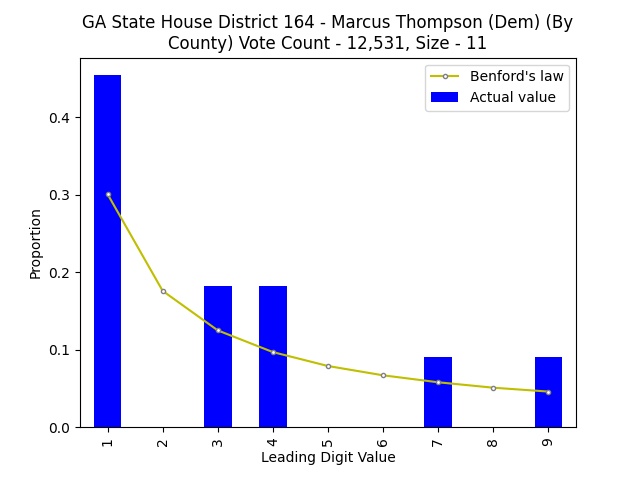 GA State House District 164 - Marcus Thompson (Dem) (By
County) Vote Count - 12,531, Size - 11
Benford's law
Actual value
Proportion
0.4
0.3
0.2
0.1
0.0
1 2 3 4 5 6 7 8 9
Leading Digit Value